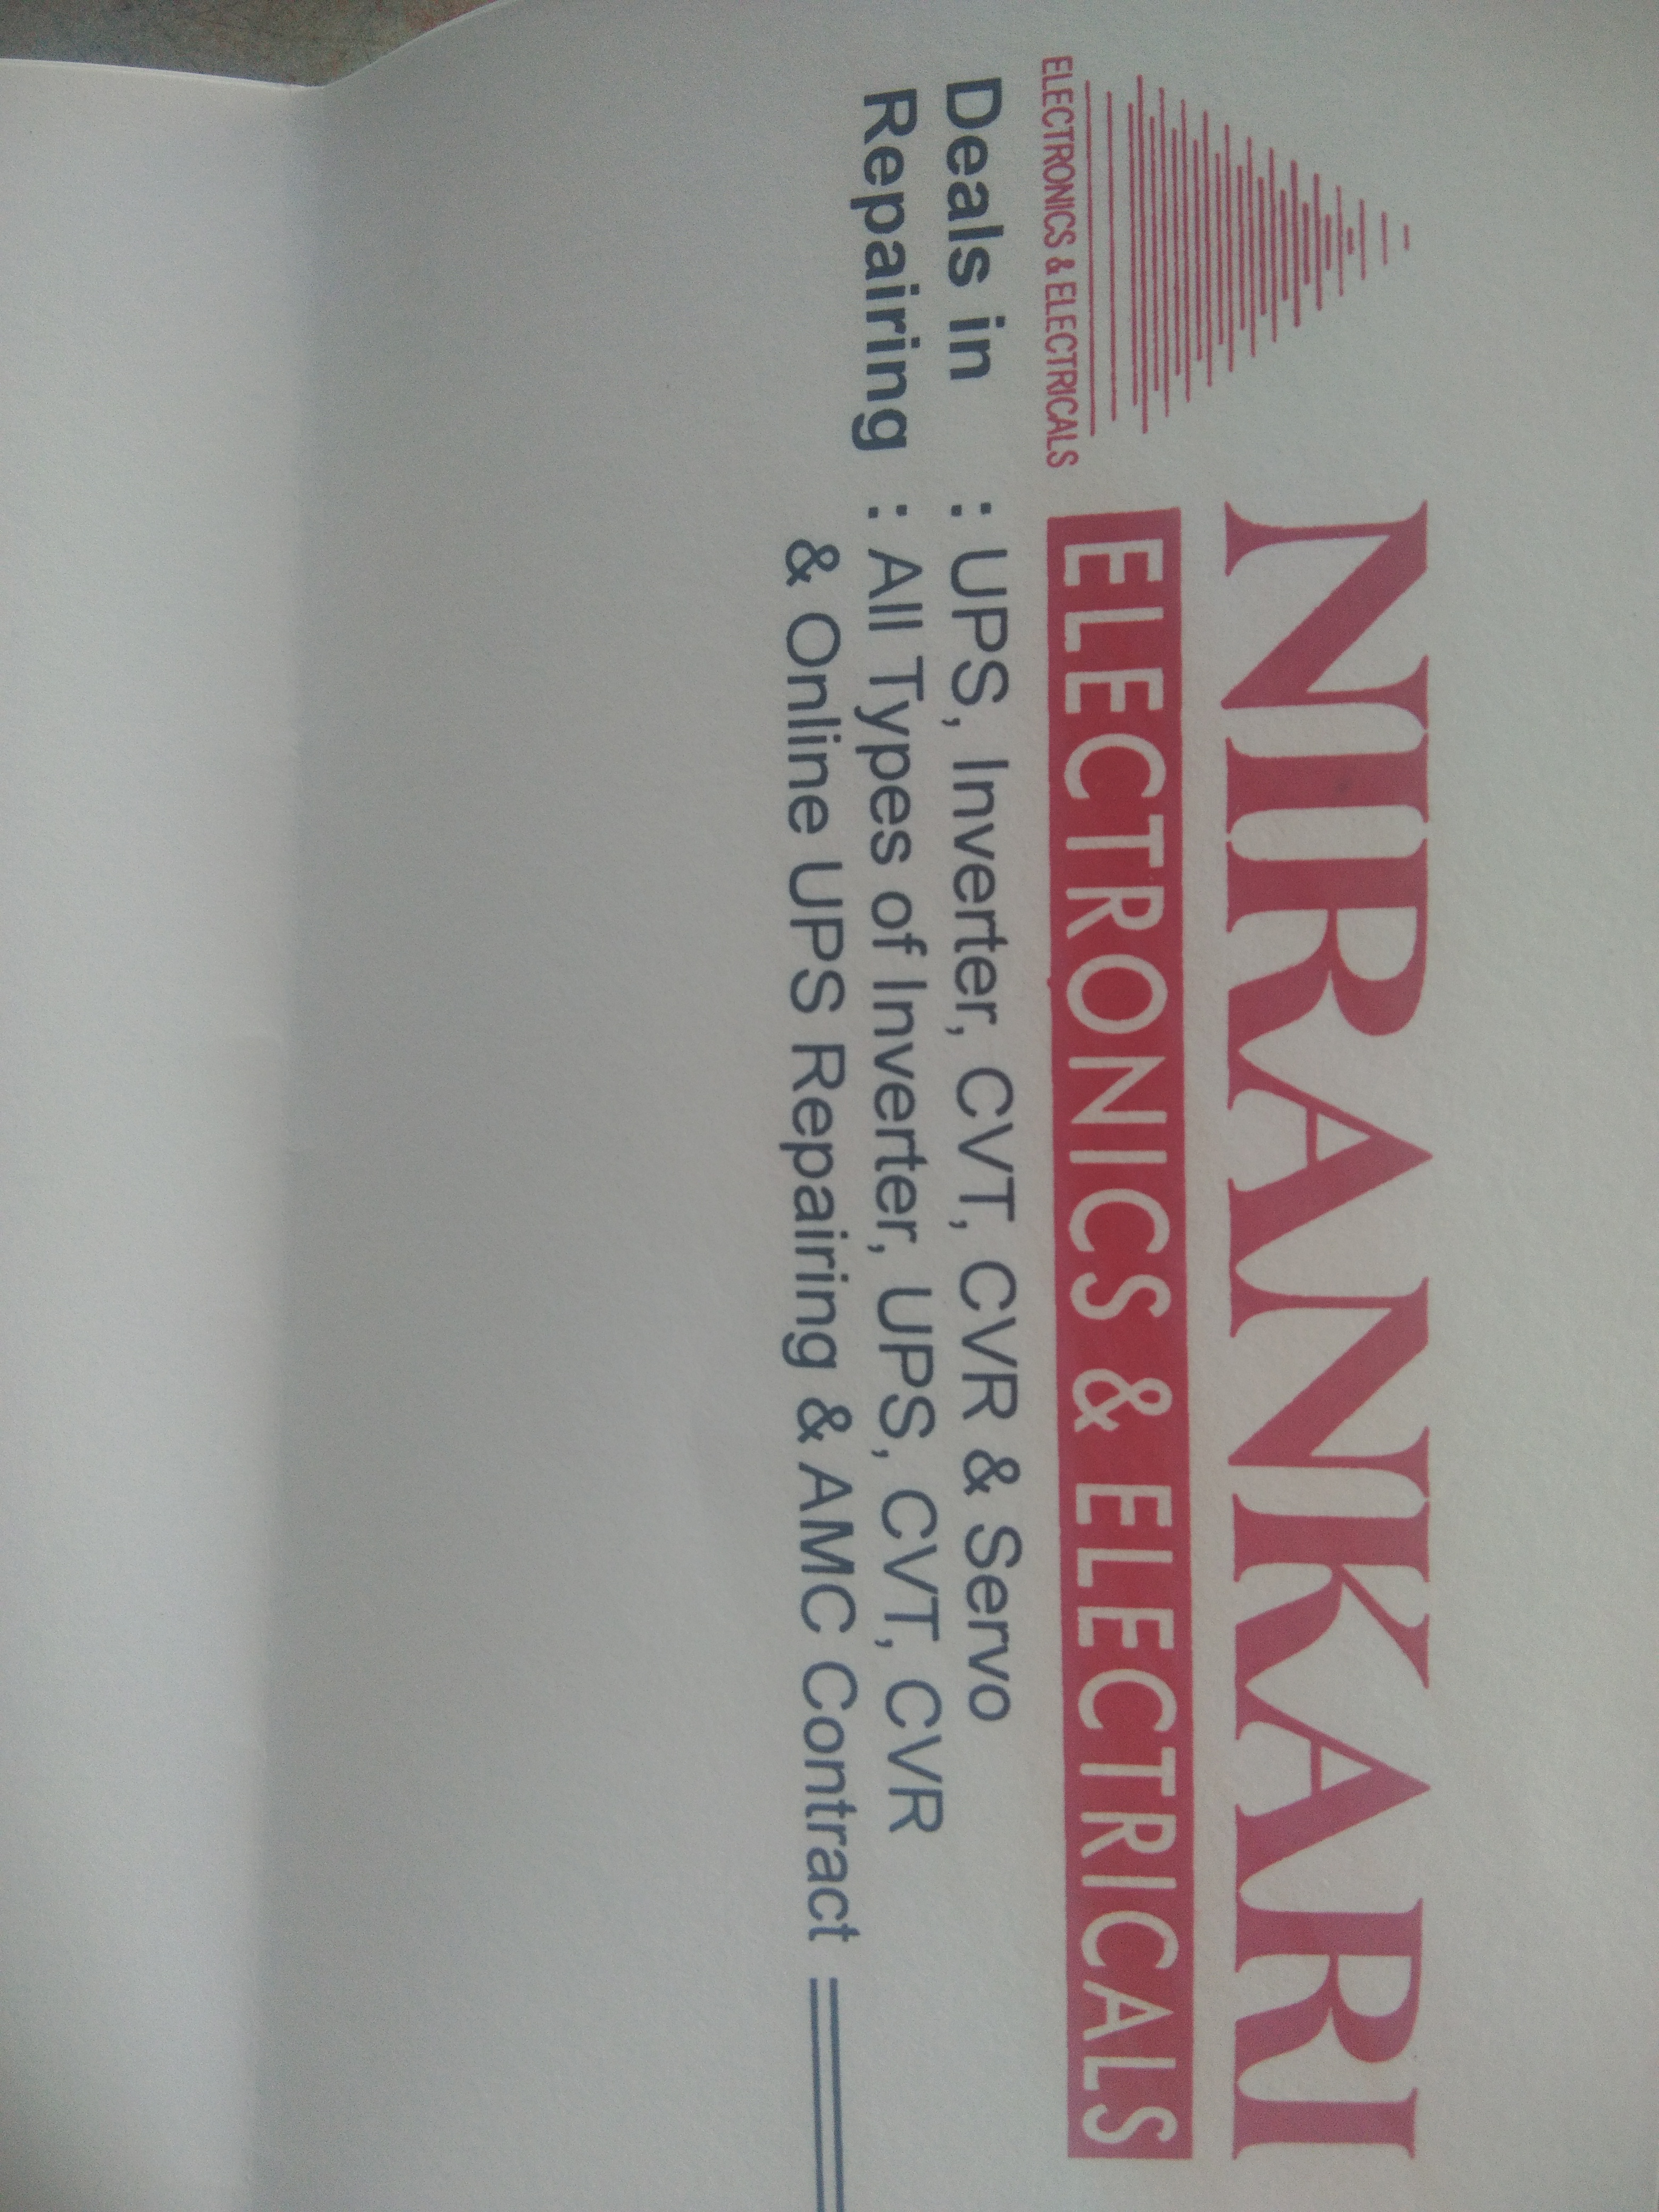 NIRANKARI
ELECTRONICS & ELECTRICALS
ELECTRONICS & ELECTRICALS
Deals in : UPS, Inverter, CVT, CVR & Servo
Repairing : All Types of Inverter, UPS, CVT, CVR
& Online UPS Repairing & AMC Contract